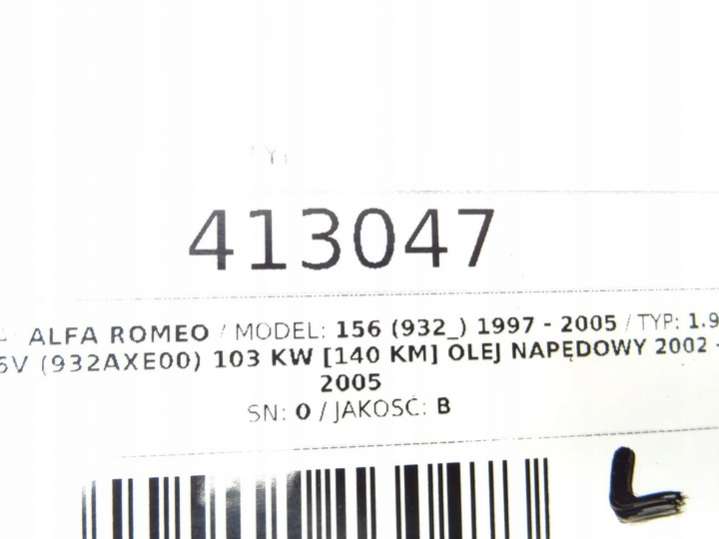 413047
ALFA ROMEO / MODEL: 156 (932_) 1997 - 2005 / TYP: 1.9
6V (932AXE00) 103 KW [140 KM] OLEJ NAPĘDOWY 2002 -
2005
SN: 0 / JAKOŚĆ: B
L